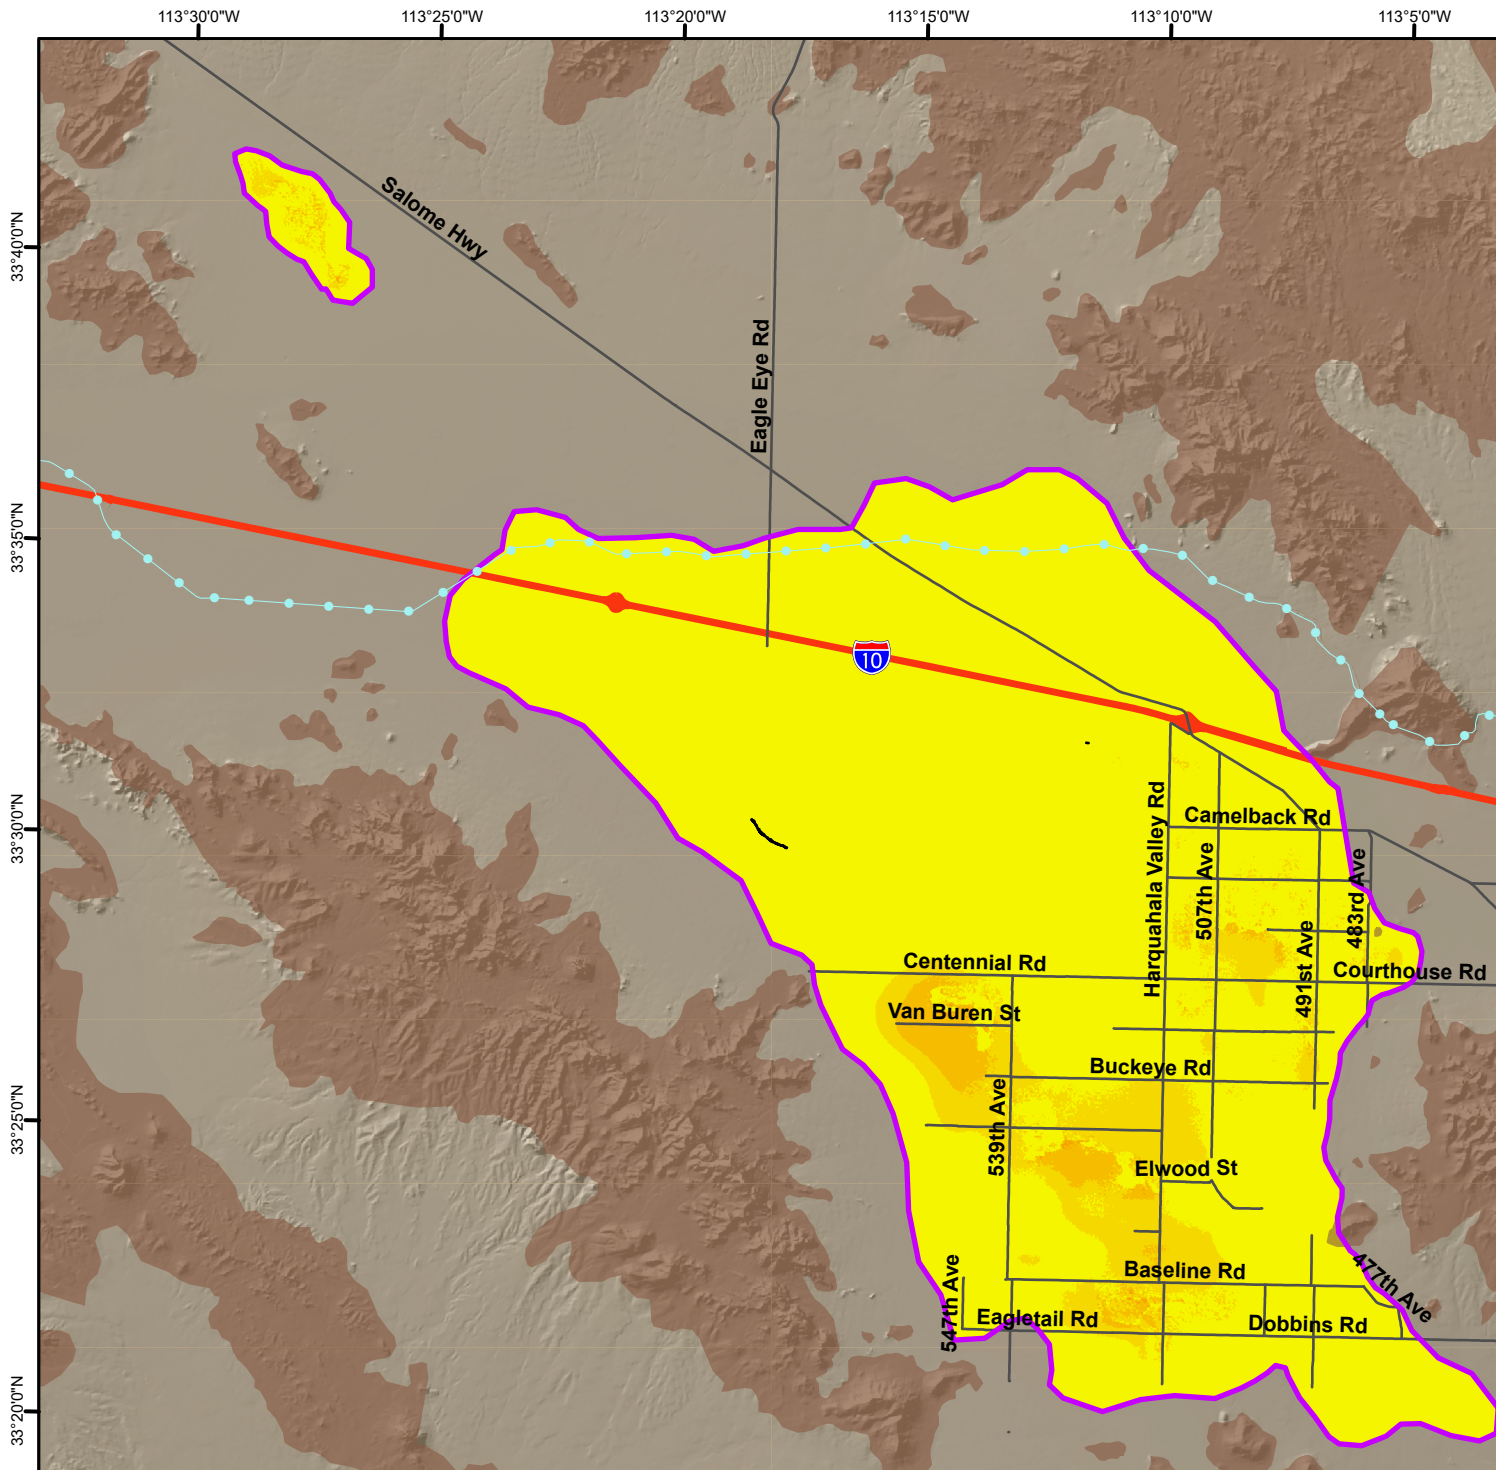 113°30'0"W
113°25'0"W
113°20'0"W
113°15'0"W
113°10'0"W
113°5'0"W
33°40'0"N
33°35'0"N
33°30'0"N
33°25'0"N
33°20'0"N
Salome Hwy
Eagle Eye Rd
10
Harquahala Valley Rd
Camelback Rd
507th Ave
483rd Ave
491st Ave
Centennial Rd
Courthouse Rd
Van Buren St
Buckeye Rd
539th Ave
Elwood St
547th Ave
Baseline Rd
477th Ave
Eagletail Rd
Dobbins Rd